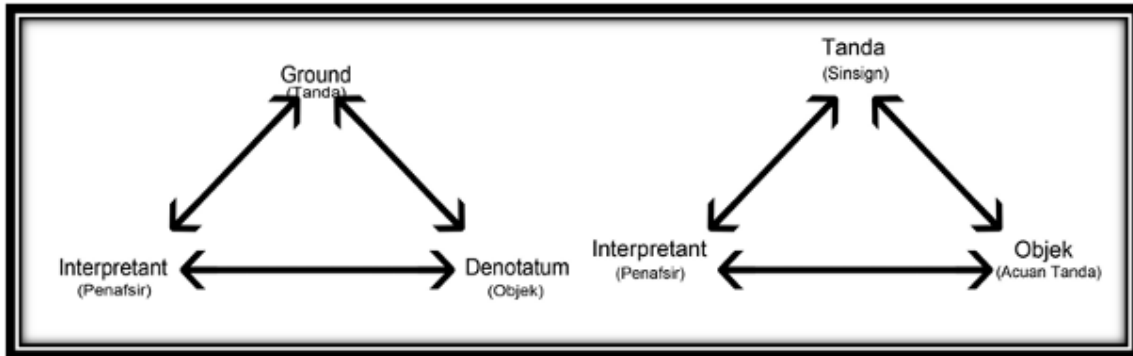 Ground
(Tanda)
Interpretant
(Penafsir)
Denotatum
(Objek)
Tanda
(Sinsign)
Interpretant
(Penafsir)
Objek
(Acuan Tanda)